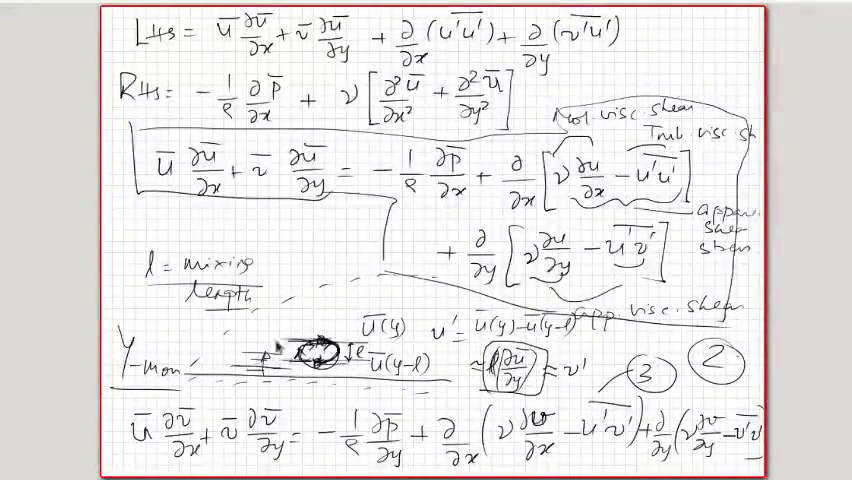 LHS = ū ∂ū/∂x + v̄ ∂ū/∂y + ∂/∂x (u'u')‾ + ∂/∂y (v'u')‾
RHS = - 1/ρ ∂p̄/∂x + ν [∂²ū/∂x² + ∂²ū/∂y²]
Mol. visc. shear
Turb. visc. sh
ū ∂ū/∂x + v̄ ∂ū/∂y = - 1/ρ ∂p̄/∂x + ∂/∂x [ν ∂u/∂x - (u'u')‾]
appar. shear stress
+ ∂/∂y [ν ∂u/∂y - (u'v')‾]
app. visc. shear
l = mixing length
ū(y) u' = ū(y) - ū(y-l)
ū(y-l) ≈ l(∂u/∂y) ≈ v'
l
P
③ ②
Y-mom
ū ∂v̄/∂x + v̄ ∂v̄/∂y = - 1/ρ ∂p̄/∂y + ∂/∂x (ν ∂v/∂x - (u'v')‾) + ∂/∂y (ν ∂v/∂y - (v'v')‾